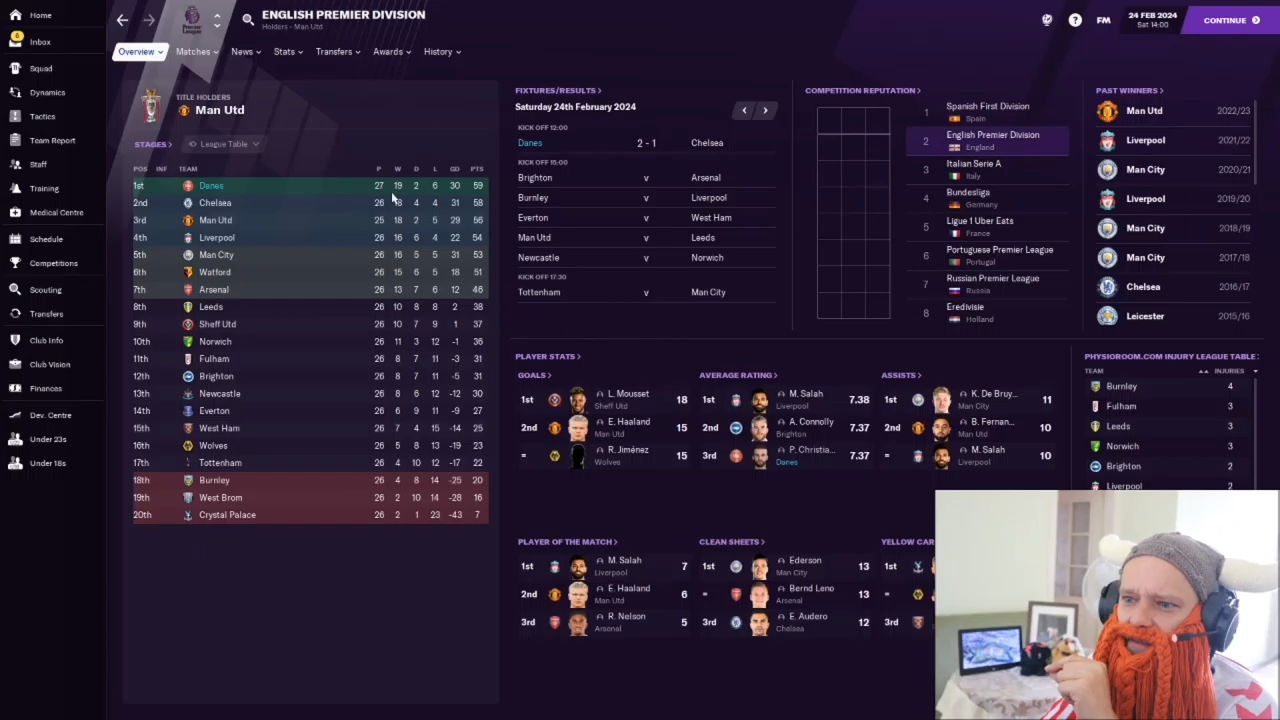 Home
Inbox
6
Squad
Dynamics
Tactics
Team Report
Staff
Training
Medical Centre
Schedule
Competitions
Scouting
Transfers
Club Info
Club Vision
Finances
Dev. Centre
Under 23s
Under 18s
ENGLISH PREMIER DIVISION
Holders - Man Utd
FM
24 FEB 2024
Sat 14:00
CONTINUE
Overview
Matches
News
Stats
Transfers
Awards
History
TITLE HOLDERS
Man Utd
STAGES
League Table
POS INF TEAM P W D L GD PTS
1st Danes 27 19 2 6 30 59
2nd Chelsea 26 18 4 4 31 58
3rd Man Utd 25 18 2 5 29 56
4th Liverpool 26 16 6 4 22 54
5th Man City 26 16 5 5 31 53
6th Watford 26 15 6 5 18 51
7th Arsenal 26 13 7 6 12 46
8th Leeds 26 10 8 8 2 38
9th Sheff Utd 26 10 7 9 1 37
10th Norwich 26 11 3 12 -1 36
11th Fulham 26 8 7 11 -3 31
12th Brighton 26 8 7 11 -5 31
13th Newcastle 26 8 6 12 -12 30
14th Everton 26 6 9 11 -9 27
15th West Ham 26 7 4 15 -14 25
16th Wolves 26 5 8 13 -19 23
17th Tottenham 26 4 10 12 -17 22
18th Burnley 26 4 8 14 -25 20
19th West Brom 26 2 10 14 -28 16
20th Crystal Palace 26 2 1 23 -43 7
FIXTURES/RESULTS
Saturday 24th February 2024
KICK OFF 12:00
Danes 2 - 1 Chelsea
KICK OFF 15:00
Brighton v Arsenal
Burnley v Liverpool
Everton v West Ham
Man Utd v Leeds
Newcastle v Norwich
KICK OFF 17:30
Tottenham v Man City
COMPETITION REPUTATION
1 Spanish First Division
Spain
2 English Premier Division
England
3 Italian Serie A
Italy
4 Bundesliga
Germany
5 Ligue 1 Uber Eats
France
6 Portuguese Premier League
Portugal
7 Russian Premier League
Russia
8 Eredivisie
Holland
PAST WINNERS
Man Utd 2022/23
Liverpool 2021/22
Man City 2020/21
Liverpool 2019/20
Man City 2018/19
Man City 2017/18
Chelsea 2016/17
Leicester 2015/16
PLAYER STATS
GOALS
1st L. Mousset 18
Sheff Utd
2nd E. Haaland 15
Man Utd
= R. Jiménez 15
Wolves
AVERAGE RATING
1st M. Salah 7.38
Liverpool
2nd A. Connolly 7.37
Brighton
3rd P. Christia... 7.37
Danes
ASSISTS
1st K. De Bruy... 11
Man City
2nd B. Fernan... 10
Man Utd
= M. Salah 10
Liverpool
PHYSIOROOM.COM INJURY LEAGUE TABLE:
TEAM INJURIES
Burnley 4
Fulham 3
Leeds 3
Norwich 3
Brighton 2
Liverpool 2
PLAYER OF THE MATCH
1st M. Salah 7
Liverpool
2nd E. Haaland 6
Man Utd
3rd R. Nelson 5
Arsenal
CLEAN SHEETS
1st Ederson 13
Man City
= Bernd Leno 13
Arsenal
3rd E. Audero 12
Chelsea
YELLOW CAR
1st
=
3rd